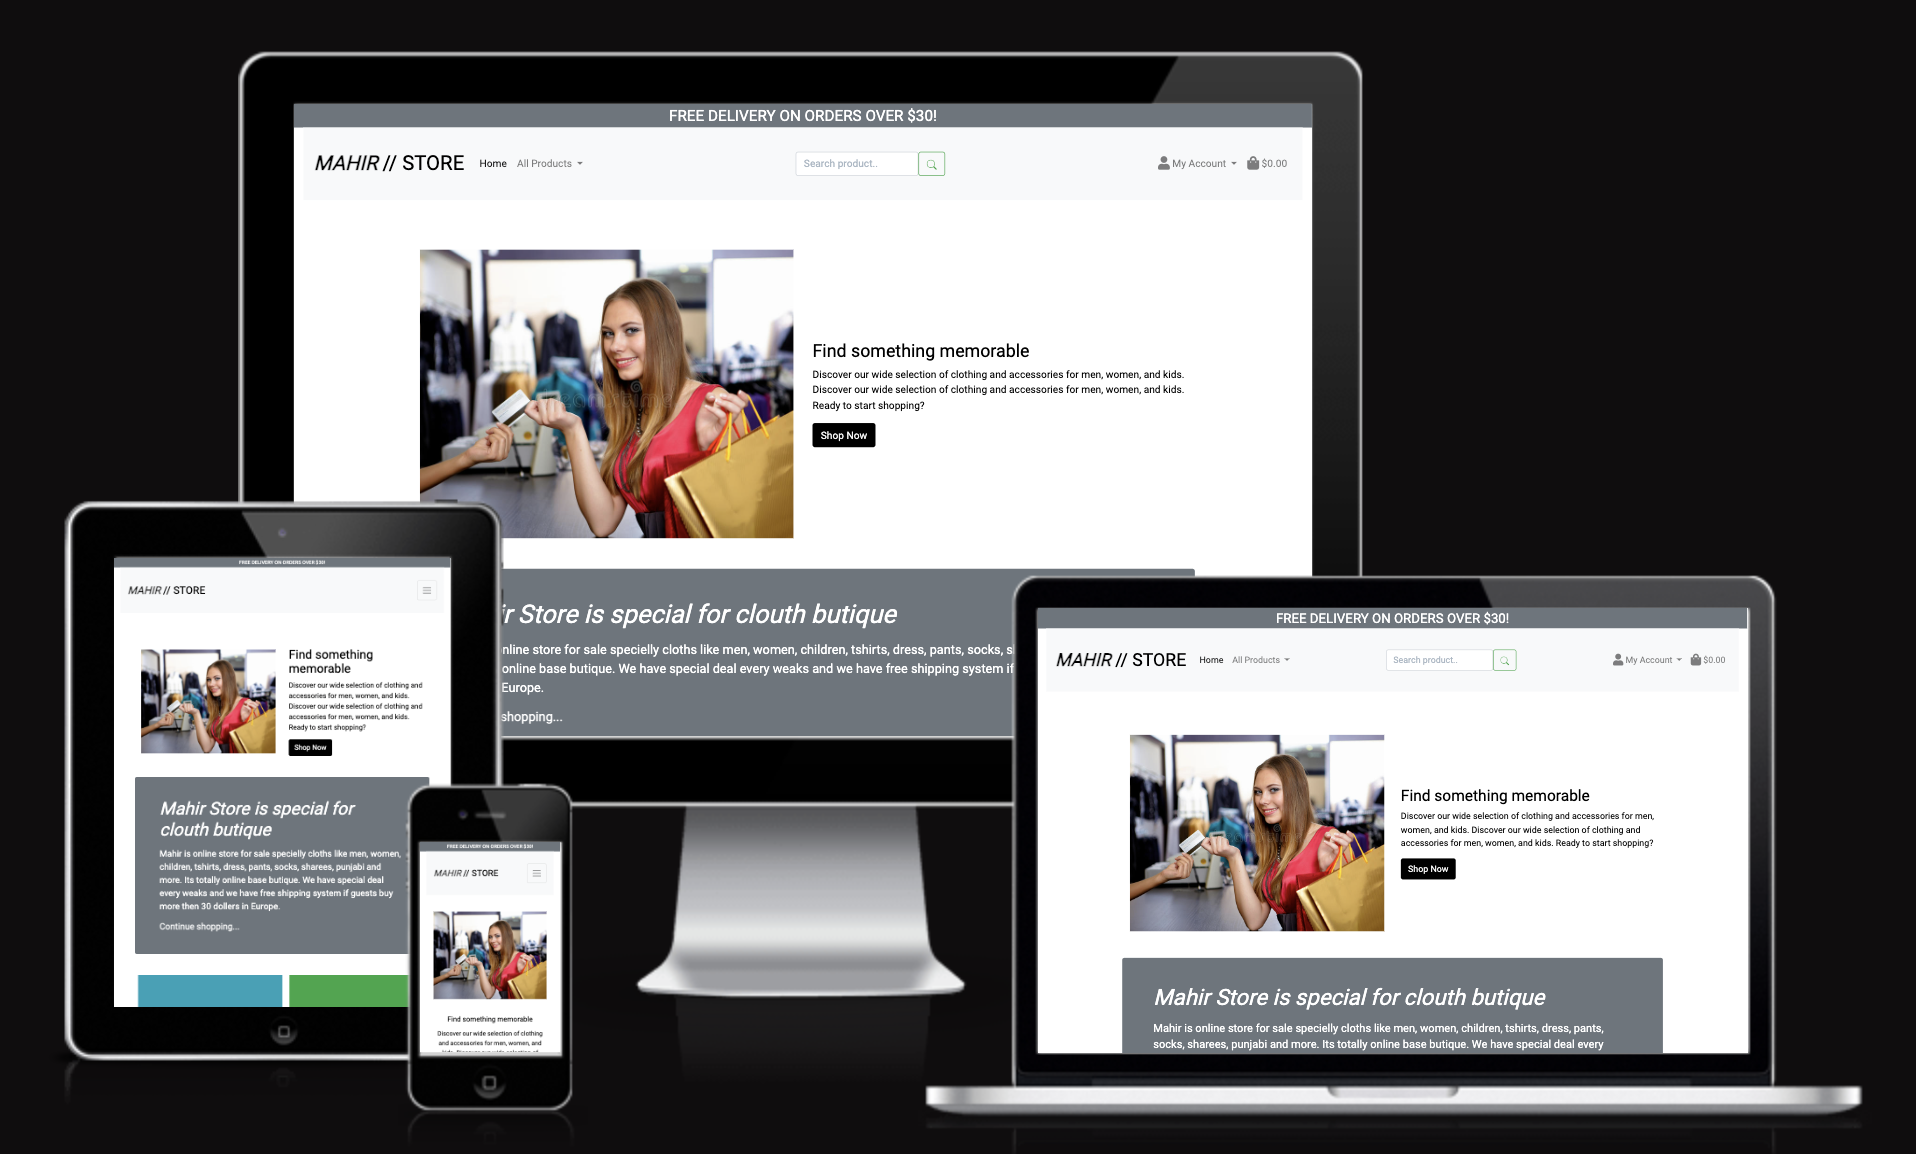 FREE DELIVERY ON ORDERS OVER $30!
MAHIR // STORE Home All Products Search product.. My Account $0.00
Find something memorable
Discover our wide selection of clothing and accessories for men, women, and kids.
Discover our wide selection of clothing and accessories for men, women, and kids.
Ready to start shopping?
Shop Now
r Store is special for clouth butique
nline store for sale specielly cloths like men, women, children, tshirts, dress, pants, socks, s
online base butique. We have special deal every weaks and we have free shipping system if
Europe.
shopping...
FREE DELIVERY ON ORDERS OVER $30!
MAHIR // STORE
Find something
memorable
Discover our wide selection of clothing and
accessories for men, women, and kids.
Discover our wide selection of clothing and
accessories for men, women, and kids.
Ready to start shopping?
Shop Now
Mahir Store is special for
clouth butique
Mahir is online store for sale specielly cloths like men, women,
children, tshirts, dress, pants, socks, sharees, punjabi and
more. Its totally online base butique. We have special deal
every weaks and we have free shipping system if guests buy
more then 30 dollers in Europe.
Continue shopping...
FREE DELIVERY ON ORDERS OVER $30!
MAHIR // STORE
Find something memorable
Discover our wide selection of clothing
and accessories for men, women, and
FREE DELIVERY ON ORDERS OVER $30!
MAHIR // STORE Home All Products Search product.. My Account $0.00
Find something memorable
Discover our wide selection of clothing and accessories for men,
women, and kids. Discover our wide selection of clothing and
accessories for men, women, and kids. Ready to start shopping?
Shop Now
Mahir Store is special for clouth butique
Mahir is online store for sale specielly cloths like men, women, children, tshirts, dress, pants,
socks, sharees, punjabi and more. Its totally online base butique. We have special deal every